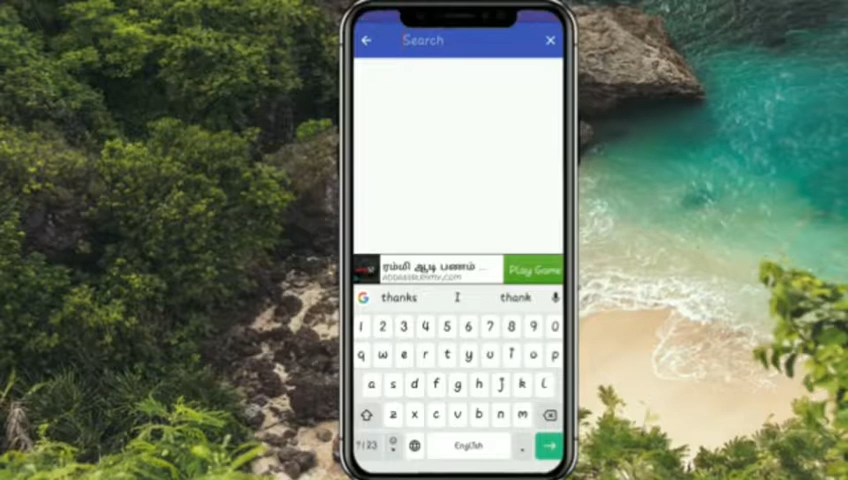 Search
ரம்மி ஆடி பணம் ...
Play Game
thanks I thank
1 2 3 4 5 6 7 8 9 0
q w e r t y u i o p
a s d f g h j k l
z x c v b n m
?123 English .